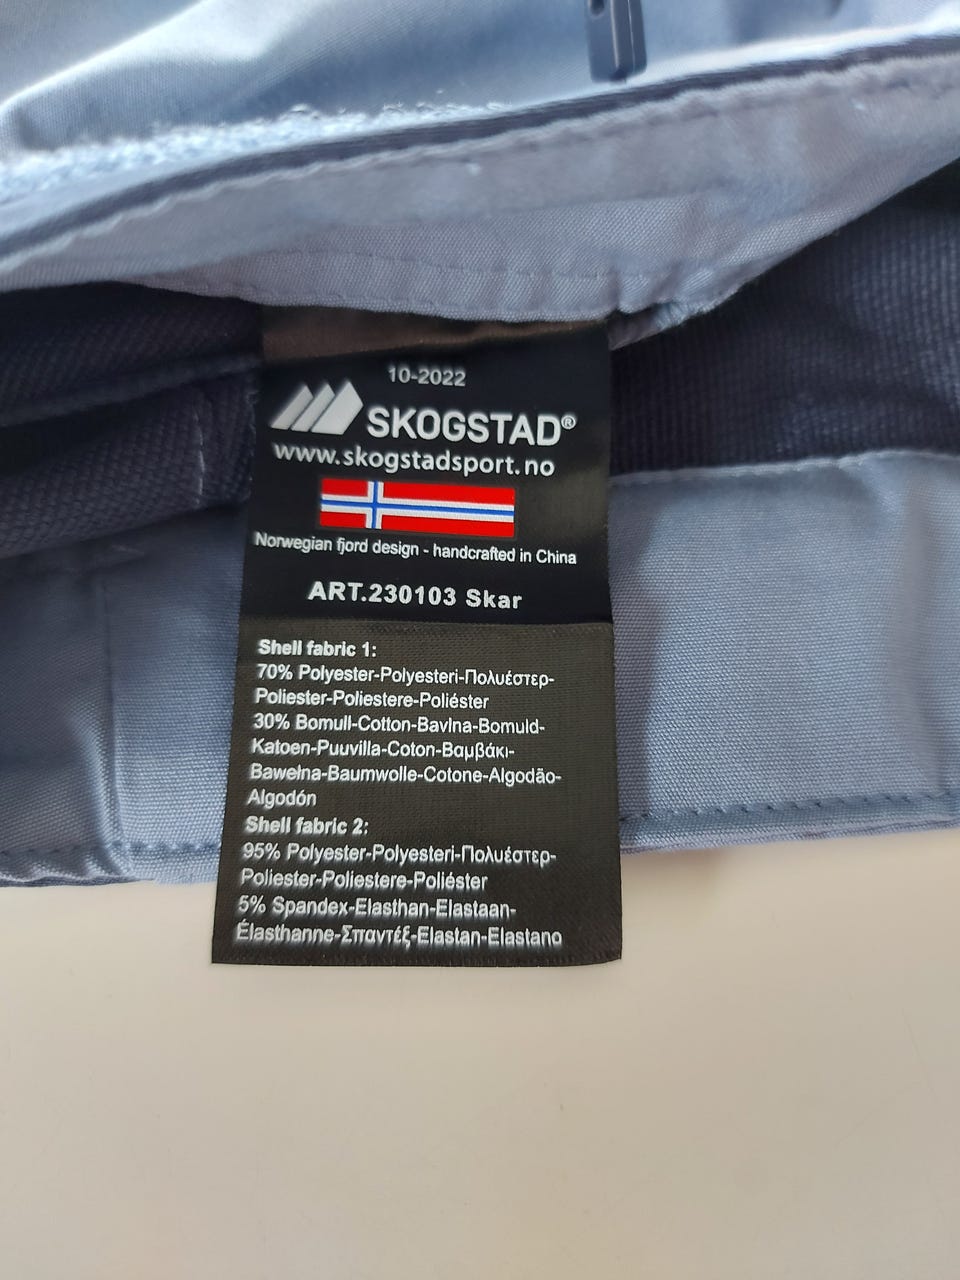 10-2022
SKOGSTAD®
www.skogstadsport.no
Norwegian fjord design - handcrafted in China
ART.230103 Skar
Shell fabric 1:
70% Polyester-Polyesteri-Πολυέστερ-
Poliester-Poliestere-Poliéster
30% Bomull-Cotton-Bavlna-Bomuld-
Katoen-Puuvilla-Coton-Βαμβάκι-
Bawełna-Baumwolle-Cotone-Algodão-
Algodón
Shell fabric 2:
95% Polyester-Polyesteri-Πολυέστερ-
Poliester-Poliestere-Poliéster
5% Spandex-Elasthan-Elastaan-
Élasthanne-Σπαντέξ-Elastan-Elastano